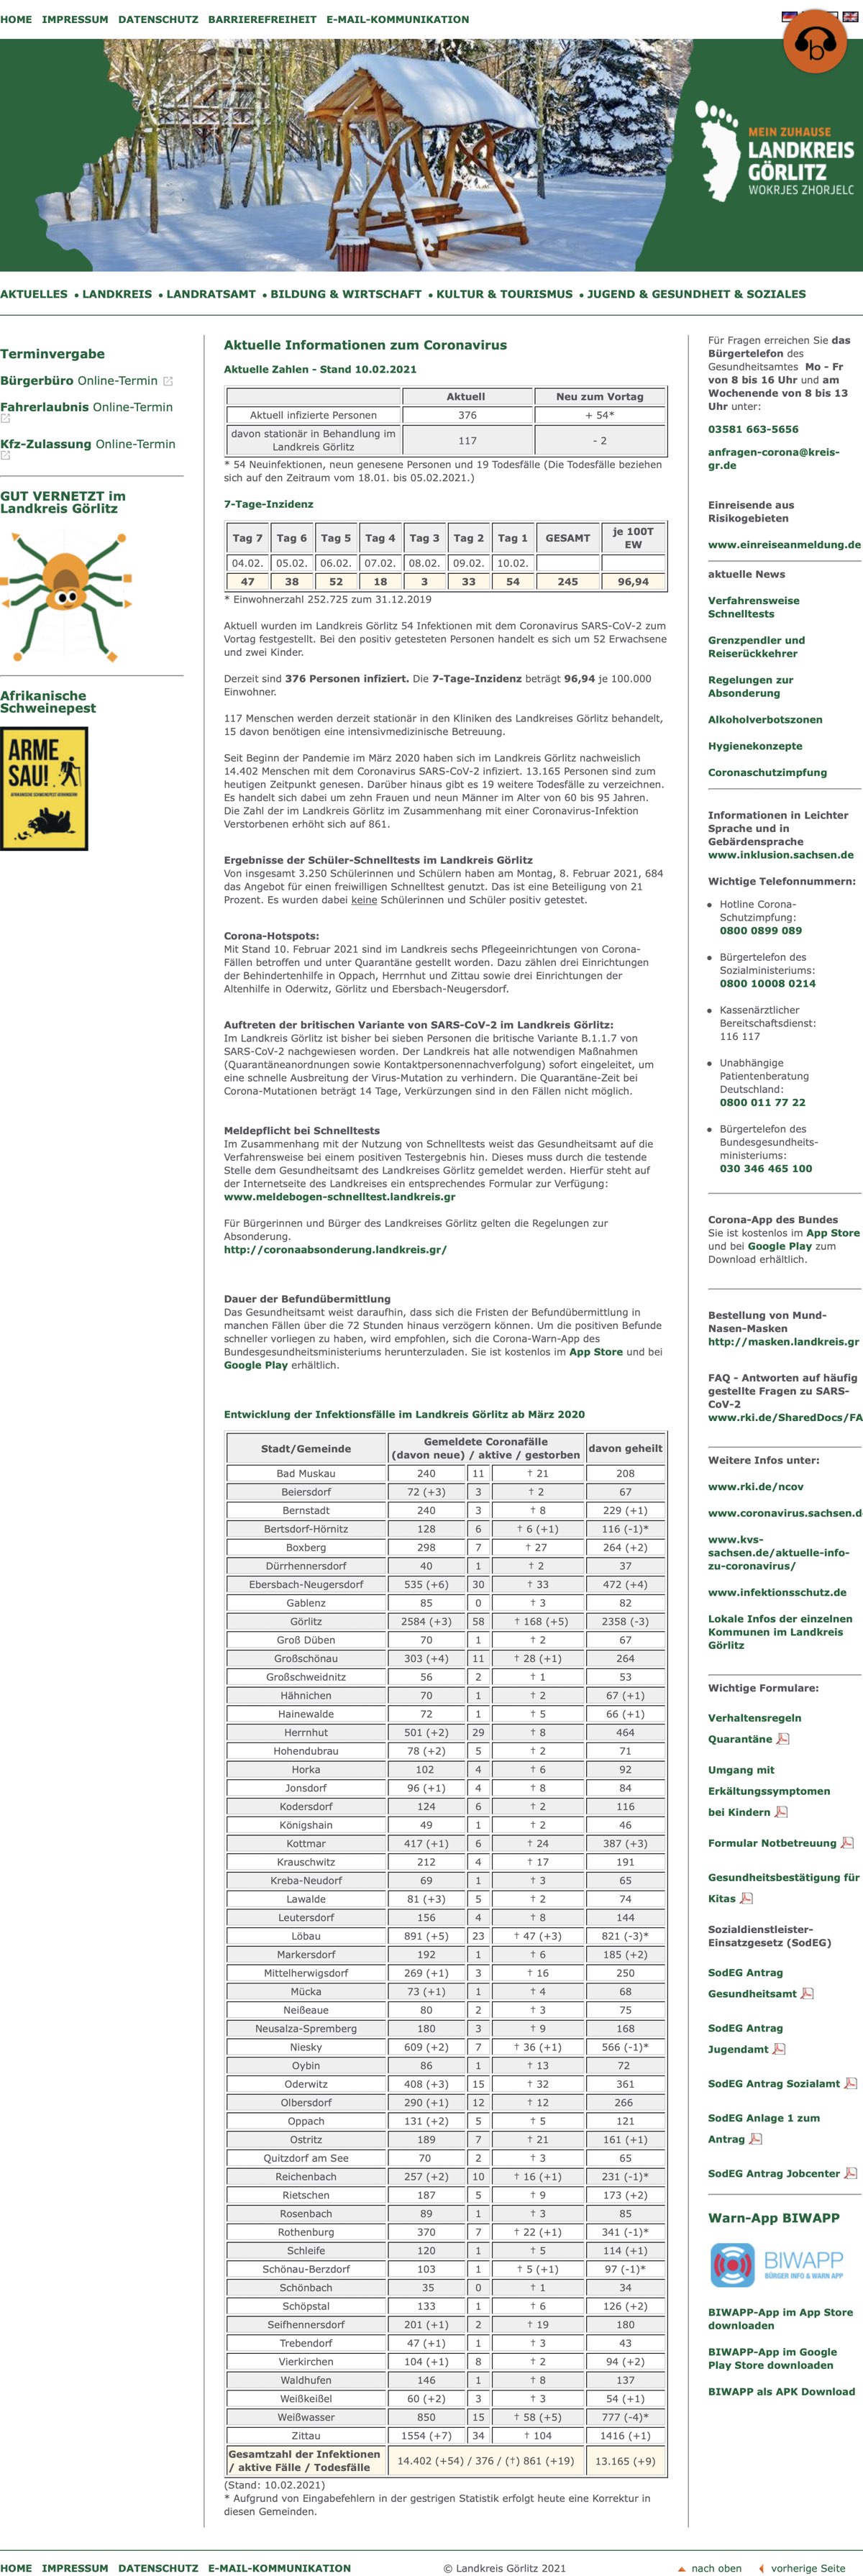 HOME IMPRESSUM DATENSCHUTZ BARRIEREFREIHEIT E-MAIL-KOMMUNIKATION
b
MEIN ZUHAUSE
LANDKREIS
GÖRLITZ
WOKRJES ZHORJELC
AKTUELLES • LANDKREIS • LANDRATSAMT • BILDUNG & WIRTSCHAFT • KULTUR & TOURISMUS • JUGEND & GESUNDHEIT & SOZIALES
Terminvergabe
Bürgerbüro Online-Termin
Fahrerlaubnis Online-Termin
Kfz-Zulassung Online-Termin
GUT VERNETZT im
Landkreis Görlitz
Afrikanische
Schweinepest
ARME
SAU!
AFRIKANISCHE SCHWEINEPEST VERHINDERN!
Aktuelle Informationen zum Coronavirus
Aktuelle Zahlen - Stand 10.02.2021
Aktuell Neu zum Vortag
Aktuell infizierte Personen 376 + 54*
davon stationär in Behandlung im
Landkreis Görlitz 117 - 2
* 54 Neuinfektionen, neun genesene Personen und 19 Todesfälle (Die Todesfälle beziehen
sich auf den Zeitraum vom 18.01. bis 05.02.2021.)
7-Tage-Inzidenz
Tag 7 Tag 6 Tag 5 Tag 4 Tag 3 Tag 2 Tag 1 GESAMT je 100T
EW
04.02. 05.02. 06.02. 07.02. 08.02. 09.02. 10.02.
47 38 52 18 3 33 54 245 96,94
* Einwohnerzahl 252.725 zum 31.12.2019
Aktuell wurden im Landkreis Görlitz 54 Infektionen mit dem Coronavirus SARS-CoV-2 zum
Vortag festgestellt. Bei den positiv getesteten Personen handelt es sich um 52 Erwachsene
und zwei Kinder.
Derzeit sind 376 Personen infiziert. Die 7-Tage-Inzidenz beträgt 96,94 je 100.000
Einwohner.
117 Menschen werden derzeit stationär in den Kliniken des Landkreises Görlitz behandelt,
15 davon benötigen eine intensivmedizinische Betreuung.
Seit Beginn der Pandemie im März 2020 haben sich im Landkreis Görlitz nachweislich
14.402 Menschen mit dem Coronavirus SARS-CoV-2 infiziert. 13.165 Personen sind zum
heutigen Zeitpunkt genesen. Darüber hinaus gibt es 19 weitere Todesfälle zu verzeichnen.
Es handelt sich dabei um zehn Frauen und neun Männer im Alter von 60 bis 95 Jahren.
Die Zahl der im Landkreis Görlitz im Zusammenhang mit einer Coronavirus-Infektion
Verstorbenen erhöht sich auf 861.
Ergebnisse der Schüler-Schnelltests im Landkreis Görlitz
Von insgesamt 3.250 Schülerinnen und Schülern haben am Montag, 8. Februar 2021, 684
das Angebot für einen freiwilligen Schnelltest genutzt. Das ist eine Beteiligung von 21
Prozent. Es wurden dabei keine Schülerinnen und Schüler positiv getestet.
Corona-Hotspots:
Mit Stand 10. Februar 2021 sind im Landkreis sechs Pflegeeinrichtungen von Corona-
Fällen betroffen und unter Quarantäne gestellt worden. Dazu zählen drei Einrichtungen
der Behindertenhilfe in Oppach, Herrnhut und Zittau sowie drei Einrichtungen der
Altenhilfe in Oderwitz, Görlitz und Ebersbach-Neugersdorf.
Auftreten der britischen Variante von SARS-CoV-2 im Landkreis Görlitz:
Im Landkreis Görlitz ist bisher bei sieben Personen die britische Variante B.1.1.7 von
SARS-CoV-2 nachgewiesen worden. Der Landkreis hat alle notwendigen Maßnahmen
(Quarantäneanordnungen sowie Kontaktpersonennachverfolgung) sofort eingeleitet, um
eine schnelle Ausbreitung der Virus-Mutation zu verhindern. Die Quarantäne-Zeit bei
Corona-Mutationen beträgt 14 Tage, Verkürzungen sind in den Fällen nicht möglich.
Meldepflicht bei Schnelltests
Im Zusammenhang mit der Nutzung von Schnelltests weist das Gesundheitsamt auf die
Verfahrensweise bei einem positiven Testergebnis hin. Dieses muss durch die testende
Stelle dem Gesundheitsamt des Landkreises Görlitz gemeldet werden. Hierfür steht auf
der Internetseite des Landkreises ein entsprechendes Formular zur Verfügung:
www.meldebogen-schnelltest.landkreis.gr
Für Bürgerinnen und Bürger des Landkreises Görlitz gelten die Regelungen zur
Absonderung.
http://coronaabsonderung.landkreis.gr/
Dauer der Befundübermittlung
Das Gesundheitsamt weist daraufhin, dass sich die Fristen der Befundübermittlung in
manchen Fällen über die 72 Stunden hinaus verzögern können. Um die positiven Befunde
schneller vorliegen zu haben, wird empfohlen, sich die Corona-Warn-App des
Bundesgesundheitsministeriums herunterzuladen. Sie ist kostenlos im App Store und bei
Google Play erhältlich.
Entwicklung der Infektionsfälle im Landkreis Görlitz ab März 2020
Stadt/Gemeinde Gemeldete Coronafälle
(davon neue) / aktive / gestorben davon geheilt
Bad Muskau 240 11 † 21 208
Beiersdorf 72 (+3) 3 † 2 67
Bernstadt 240 3 † 8 229 (+1)
Bertsdorf-Hörnitz 128 6 † 6 (+1) 116 (-1)*
Boxberg 298 7 † 27 264 (+2)
Dürrhennersdorf 40 1 † 2 37
Ebersbach-Neugersdorf 535 (+6) 30 † 33 472 (+4)
Gablenz 85 0 † 3 82
Görlitz 2584 (+3) 58 † 168 (+5) 2358 (-3)
Groß Düben 70 1 † 2 67
Großschönau 303 (+4) 11 † 28 (+1) 264
Großschweidnitz 56 2 † 1 53
Hähnichen 70 1 † 2 67 (+1)
Hainewalde 72 1 † 5 66 (+1)
Herrnhut 501 (+2) 29 † 8 464
Hohendubrau 78 (+2) 5 † 2 71
Horka 102 4 † 6 92
Jonsdorf 96 (+1) 4 † 8 84
Kodersdorf 124 6 † 2 116
Königshain 49 1 † 2 46
Kottmar 417 (+1) 6 † 24 387 (+3)
Krauschwitz 212 4 † 17 191
Kreba-Neudorf 69 1 † 3 65
Lawalde 81 (+3) 5 † 2 74
Leutersdorf 156 4 † 8 144
Löbau 891 (+5) 23 † 47 (+3) 821 (-3)*
Markersdorf 192 1 † 6 185 (+2)
Mittelherwigsdorf 269 (+1) 3 † 16 250
Mücka 73 (+1) 1 † 4 68
Neißeaue 80 2 † 3 75
Neusalza-Spremberg 180 3 † 9 168
Niesky 609 (+2) 7 † 36 (+1) 566 (-1)*
Oybin 86 1 † 13 72
Oderwitz 408 (+3) 15 † 32 361
Olbersdorf 290 (+1) 12 † 12 266
Oppach 131 (+2) 5 † 5 121
Ostritz 189 7 † 21 161 (+1)
Quitzdorf am See 70 2 † 3 65
Reichenbach 257 (+2) 10 † 16 (+1) 231 (-1)*
Rietschen 187 5 † 9 173 (+2)
Rosenbach 89 1 † 3 85
Rothenburg 370 7 † 22 (+1) 341 (-1)*
Schleife 120 1 † 5 114 (+1)
Schönau-Berzdorf 103 1 † 5 (+1) 97 (-1)*
Schönbach 35 0 † 1 34
Schöpstal 133 1 † 6 126 (+2)
Seifhennersdorf 201 (+1) 2 † 19 180
Trebendorf 47 (+1) 1 † 3 43
Vierkirchen 104 (+1) 8 † 2 94 (+2)
Waldhufen 146 1 † 8 137
Weißkeißel 60 (+2) 3 † 3 54 (+1)
Weißwasser 850 15 † 58 (+5) 777 (-4)*
Zittau 1554 (+7) 34 † 104 1416 (+1)
Gesamtzahl der Infektionen
/ aktive Fälle / Todesfälle 14.402 (+54) / 376 / (†) 861 (+19) 13.165 (+9)
(Stand: 10.02.2021)
* Aufgrund von Eingabefehlern in der gestrigen Statistik erfolgt heute eine Korrektur in
diesen Gemeinden.
Für Fragen erreichen Sie das
Bürgertelefon des
Gesundheitsamtes Mo - Fr
von 8 bis 16 Uhr und am
Wochenende von 8 bis 13
Uhr unter:
03581 663-5656
anfragen-corona@kreis-
gr.de
Einreisende aus
Risikogebieten
www.einreiseanmeldung.de
aktuelle News
Verfahrensweise
Schnelltests
Grenzpendler und
Reiserückkehrer
Regelungen zur
Absonderung
Alkoholverbotszonen
Hygienekonzepte
Coronaschutzimpfung
Informationen in Leichter
Sprache und in
Gebärdensprache
www.inklusion.sachsen.de
Wichtige Telefonnummern:
• Hotline Corona-
Schutzimpfung:
0800 0899 089
• Bürgertelefon des
Sozialministeriums:
0800 10008 0214
• Kassenärztlicher
Bereitschaftsdienst:
116 117
• Unabhängige
Patientenberatung
Deutschland:
0800 011 77 22
• Bürgertelefon des
Bundesgesundheits-
ministeriums:
030 346 465 100
Corona-App des Bundes
Sie ist kostenlos im App Store
und bei Google Play zum
Download erhältlich.
Bestellung von Mund-
Nasen-Masken
http://masken.landkreis.gr
FAQ - Antworten auf häufig
gestellte Fragen zu SARS-
CoV-2
www.rki.de/SharedDocs/FA
Weitere Infos unter:
www.rki.de/ncov
www.coronavirus.sachsen.d
www.kvs-
sachsen.de/aktuelle-info-
zu-coronavirus/
www.infektionsschutz.de
Lokale Infos der einzelnen
Kommunen im Landkreis
Görlitz
Wichtige Formulare:
Verhaltensregeln
Quarantäne
Umgang mit
Erkältungssymptomen
bei Kindern
Formular Notbetreuung
Gesundheitsbestätigung für
Kitas
Sozialdienstleister-
Einsatzgesetz (SodEG)
SodEG Antrag
Gesundheitsamt
SodEG Antrag
Jugendamt
SodEG Antrag Sozialamt
SodEG Anlage 1 zum
Antrag
SodEG Antrag Jobcenter
Warn-App BIWAPP
BIWAPP
BÜRGER INFO & WARN APP
BIWAPP-App im App Store
downloaden
BIWAPP-App im Google
Play Store downloaden
BIWAPP als APK Download
HOME IMPRESSUM DATENSCHUTZ E-MAIL-KOMMUNIKATION
© Landkreis Görlitz 2021
nach oben vorherige Seite